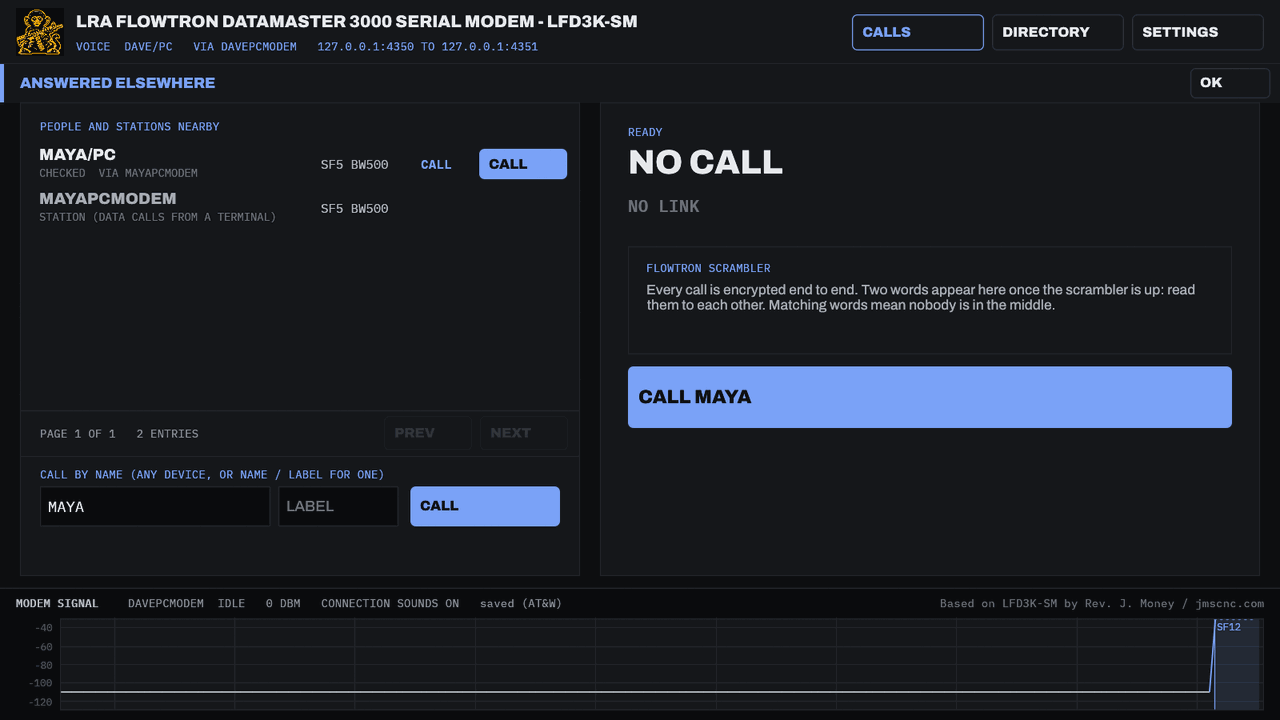 LRA FLOWTRON DATAMASTER 3000 SERIAL MODEM - LFD3K-SM
VOICE DAVE/PC VIA DAVEPCMODEM 127.0.0.1:4350 TO 127.0.0.1:4351
CALLS
DIRECTORY
SETTINGS
ANSWERED ELSEWHERE
OK
PEOPLE AND STATIONS NEARBY
MAYA/PC
CHECKED VIA MAYAPCMODEM
SF5 BW500
CALL
CALL
MAYAPCMODEM
STATION (DATA CALLS FROM A TERMINAL)
SF5 BW500
PAGE 1 OF 1 2 ENTRIES
PREV
NEXT
CALL BY NAME (ANY DEVICE, OR NAME / LABEL FOR ONE)
MAYA
LABEL
CALL
READY
NO CALL
NO LINK
FLOWTRON SCRAMBLER
Every call is encrypted end to end. Two words appear here once the scrambler is up: read
them to each other. Matching words mean nobody is in the middle.
CALL MAYA
MODEM SIGNAL DAVEPCMODEM IDLE 0 DBM CONNECTION SOUNDS ON saved (AT&W)
Based on LFD3K-SM by Rev. J. Money / jmscnc.com
-40
-60
-80
-100
-120
SF12